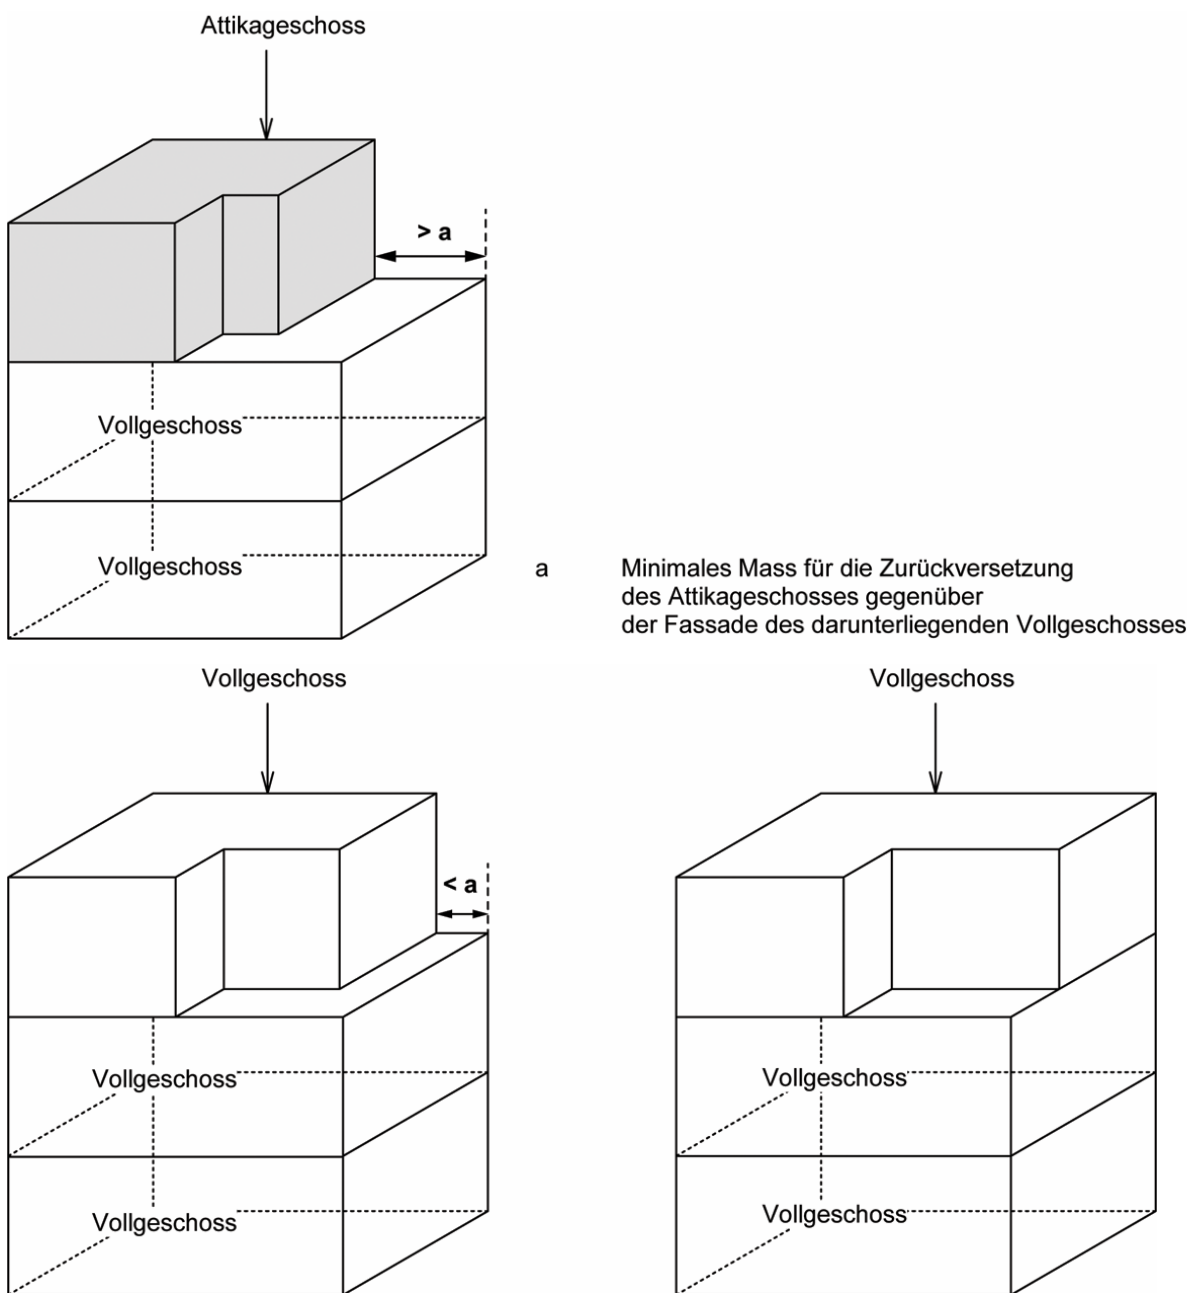 Attikageschoss
> a
Vollgeschoss
Vollgeschoss
a Minimales Mass für die Zurückversetzung
des Attikageschosses gegenüber
der Fassade des darunterliegenden Vollgeschosses
Vollgeschoss
< a
Vollgeschoss
Vollgeschoss
Vollgeschoss
Vollgeschoss
Vollgeschoss